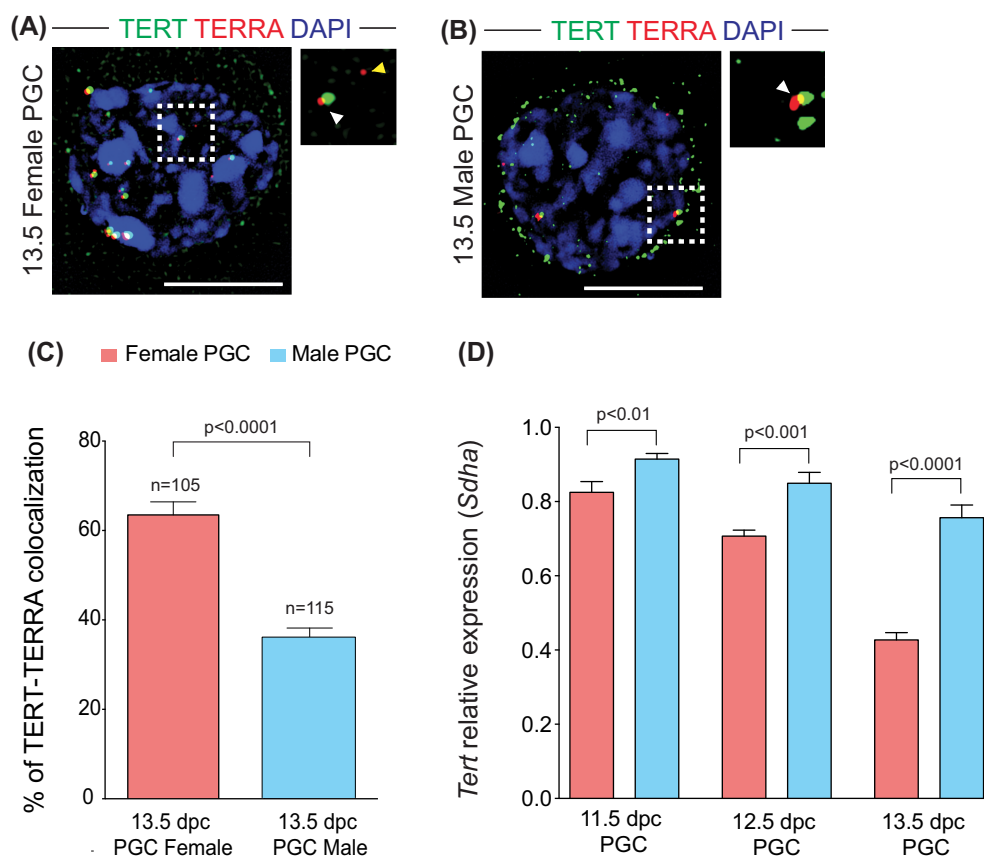 (A) TERT TERRA DAPI
13.5 Female PGC
(B) TERT TERRA DAPI
13.5 Male PGC
(C) Female PGC Male PGC
% of TERT-TERRA colocalization
80
60
40
20
0
p<0.0001
n=105
n=115
13.5 dpc
PGC Female
13.5 dpc
PGC Male
(D)
Tert relative expression (Sdha)
1.0
0.8
0.6
0.4
0.2
0.0
p<0.01
p<0.001
p<0.0001
11.5 dpc
PGC
12.5 dpc
PGC
13.5 dpc
PGC